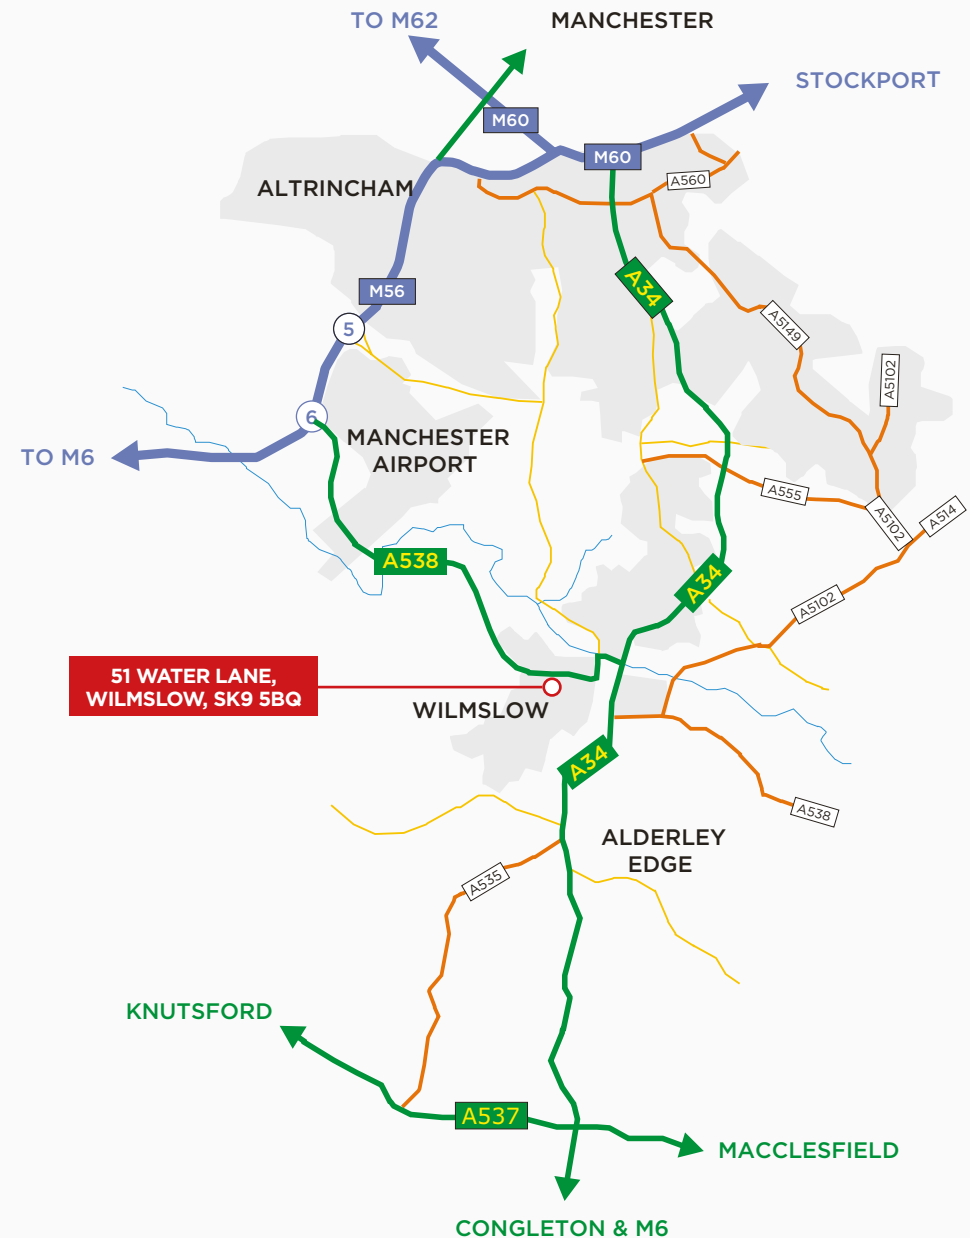 TO M62
MANCHESTER
STOCKPORT
M60
M60
A560
ALTRINCHAM
A34
M56
5
A5149
A5102
6
MANCHESTER
AIRPORT
TO M6
A555
A5102
A514
A538
A34
A5102
51 WATER LANE,
WILMSLOW, SK9 5BQ
WILMSLOW
A34
A538
ALDERLEY
EDGE
A535
KNUTSFORD
A537
MACCLESFIELD
CONGLETON & M6